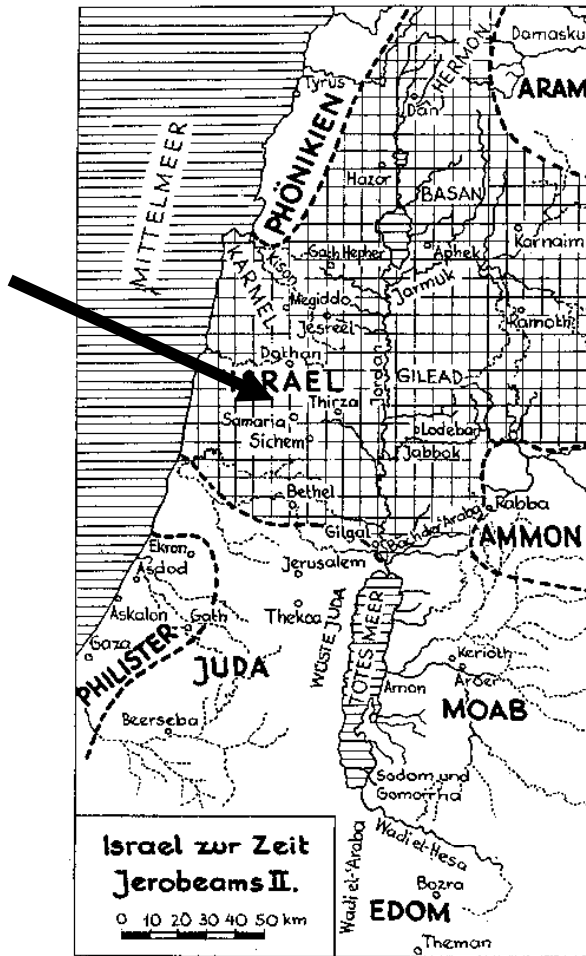 Damasku
HERMON
ARAM
Tyrus
Dan
PHÖNIKIEN
MITTELMEER
Hazor
BASAN
Karnaim
Aphek
Gath Hepher
Kison
KARMEL
Jarmuk
Megiddo
Jesreel
Ramoth
Dothan
Jordan
ISRAEL
GILEAD
Thirza
Samaria
Lodebar
Sichem
Jabbok
Bethel
Rabba
Gilgal
AMMON
Ekron
Jerusalem
Asdod
Askalon
Thekoa
Gath
WÜSTE JUDA
TOTES MEER
Gaza
PHILISTER
JUDA
Kerioth
Aroer
Arnon
MOAB
Beerseba
Sodom und
Gomorrha
Israel zur Zeit
Jerobeams II.
0 10 20 30 40 50 km
Wadi el-'Araba
Wadi el-Hesa
Bozra
EDOM
Theman